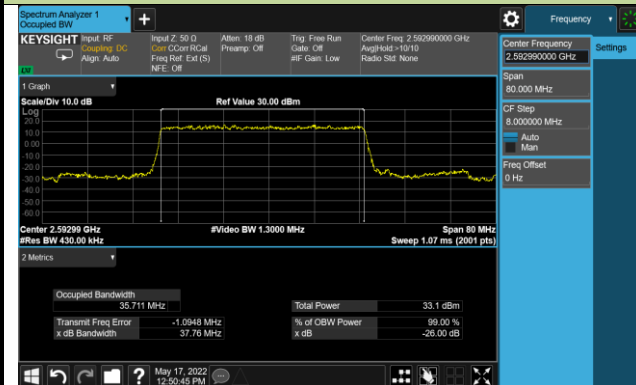 Spectrum Analyzer 1
Occupied BW
Frequency
KEYSIGHT
Input: RF
Coupling: DC
Align: Auto
Input Z: 50 Ω
Corr CCorr RCal
Freq Ref: Ext (S)
NFE: Off
Atten: 18 dB
Preamp: Off
Trig: Free Run
Gate: Off
#IF Gain: Low
Center Freq: 2.592990000 GHz
Avg|Hold:>10/10
Radio Std: None
Center Frequency
2.592990000 GHz
Settings
Span
80.000 MHz
CF Step
8.000000 MHz
Auto
Man
Freq Offset
0 Hz
1 Graph
Scale/Div 10.0 dB
Ref Value 30.00 dBm
Log
20.0
10.0
0.00
-10.0
-20.0
-30.0
-40.0
-50.0
-60.0
Center 2.59299 GHz
#Video BW 1.3000 MHz
Span 80 MHz
#Res BW 430.00 kHz
Sweep 1.07 ms (2001 pts)
2 Metrics
Occupied Bandwidth
35.711 MHz
Total Power
33.1 dBm
Transmit Freq Error
-1.0948 MHz
% of OBW Power
99.00 %
x dB Bandwidth
37.76 MHz
x dB
-26.00 dB
May 17, 2022
12:50:45 PM